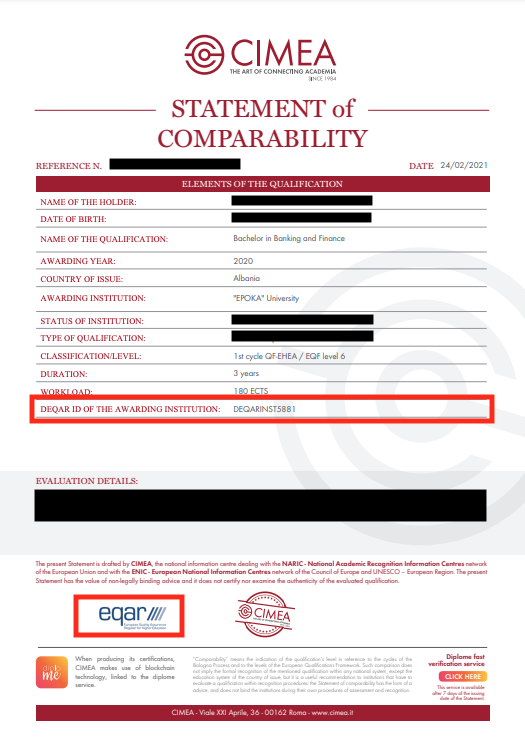 CIMEA
THE ART OF CONNECTING ACADEMIA
SINCE 1984
STATEMENT of
COMPARABILITY
REFERENCE N.
DATE 24/02/2021
ELEMENTS OF THE QUALIFICATION
NAME OF THE HOLDER:
DATE OF BIRTH:
NAME OF THE QUALIFICATION: Bachelor in Banking and Finance
AWARDING YEAR: 2020
COUNTRY OF ISSUE: Albania
AWARDING INSTITUTION: "EPOKA" University
STATUS OF INSTITUTION:
TYPE OF QUALIFICATION:
CLASSIFICATION/LEVEL: 1st cycle QF-EHEA / EQF level 6
DURATION: 3 years
WORKLOAD: 180 ECTS
DEQAR ID OF THE AWARDING INSTITUTION: DEQARINST5881
EVALUATION DETAILS:
The present Statement is drafted by CIMEA, the national information centre dealing with the NARIC - National Academic Recognition Information Centres network
of the European Union and with the ENIC - European National Information Centres network of the Council of Europe and UNESCO – European Region. The present
Statement has the value of non-legally binding advice and it does not certify nor examine the authenticity of the evaluated qualification.
eqar
European Quality Assurance
Register for Higher Education
CIMEA
diplo
me
When producing its certifications,
CIMEA makes use of blockchain
technology, linked to the diplome
service.
"Comparability" means the indication of the qualification's level in reference to the cycles of the
Bologna Process and to the levels of the European Qualifications Framework. Such comparison does
not imply the formal recognition of the mentioned qualification within any national system, except the
education system of the country of issue, but it is a useful recommendation to institutions that have to
evaluate a qualification within recognition procedures: the Statement of comparability has the form of a
advice, and does not bind the institutions during their own procedures of assessment and recognition.
Diplome fast
verification service
CLICK HERE
This service is available
after 7 days of the issuing
date of the Statement.
CIMEA - Viale XXI Aprile, 36 - 00162 Roma - www.cimea.it